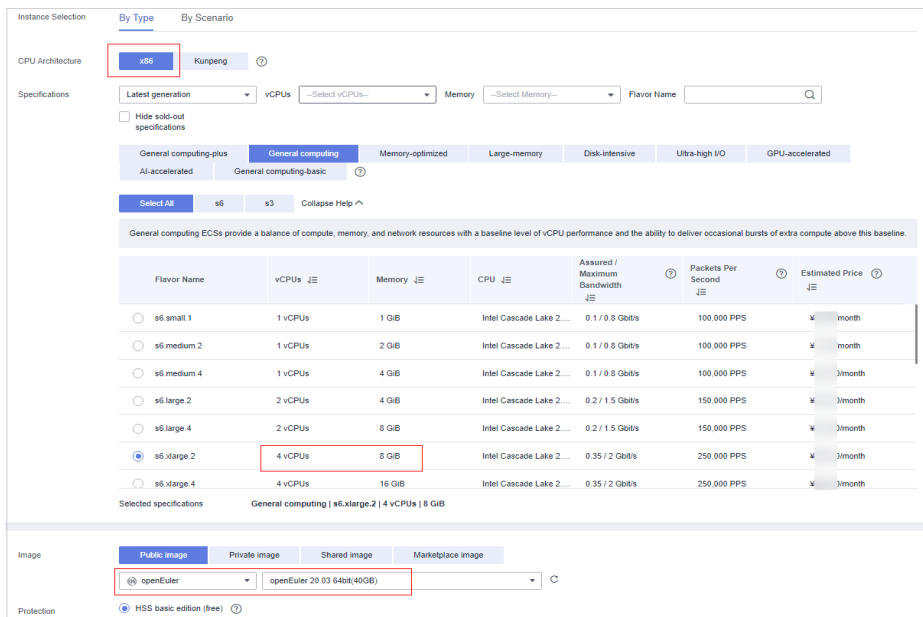 Instance Selection By Type By Scenario
CPU Architecture x86 Kunpeng
Specifications Latest generation vCPUs --Select vCPUs-- Memory --Select Memory-- Flavor Name
Hide sold-out
specifications
General computing-plus General computing Memory-optimized Large-memory Disk-intensive Ultra-high I/O GPU-accelerated
AI-accelerated General computing-basic
Select All s6 s3 Collapse Help
General computing ECSs provide a balance of compute, memory, and network resources with a baseline level of vCPU performance and the ability to deliver occasional bursts of extra compute above this baseline.
Flavor Name vCPUs Memory CPU Assured / Maximum Bandwidth Packets Per Second Estimated Price
s6.small.1 1 vCPUs 1 GiB Intel Cascade Lake 2.... 0.1 / 0.8 Gbit/s 100,000 PPS ¥ month
s6.medium.2 1 vCPUs 2 GiB Intel Cascade Lake 2.... 0.1 / 0.8 Gbit/s 100,000 PPS ¥ month
s6.medium.4 1 vCPUs 4 GiB Intel Cascade Lake 2.... 0.1 / 0.8 Gbit/s 100,000 PPS ¥ 0/month
s6.large.2 2 vCPUs 4 GiB Intel Cascade Lake 2.... 0.2 / 1.5 Gbit/s 150,000 PPS ¥ /month
s6.large.4 2 vCPUs 8 GiB Intel Cascade Lake 2.... 0.2 / 1.5 Gbit/s 150,000 PPS ¥ /month
s6.xlarge.2 4 vCPUs 8 GiB Intel Cascade Lake 2.... 0.35 / 2 Gbit/s 250,000 PPS ¥ /month
s6.xlarge.4 4 vCPUs 16 GiB Intel Cascade Lake 2.... 0.35 / 2 Gbit/s 250,000 PPS ¥ /month
Selected specifications General computing | s6.xlarge.2 | 4 vCPUs | 8 GiB
Image Public image Private image Shared image Marketplace image
openEuler openEuler 20.03 64bit(40GB)
Protection HSS basic edition (free)